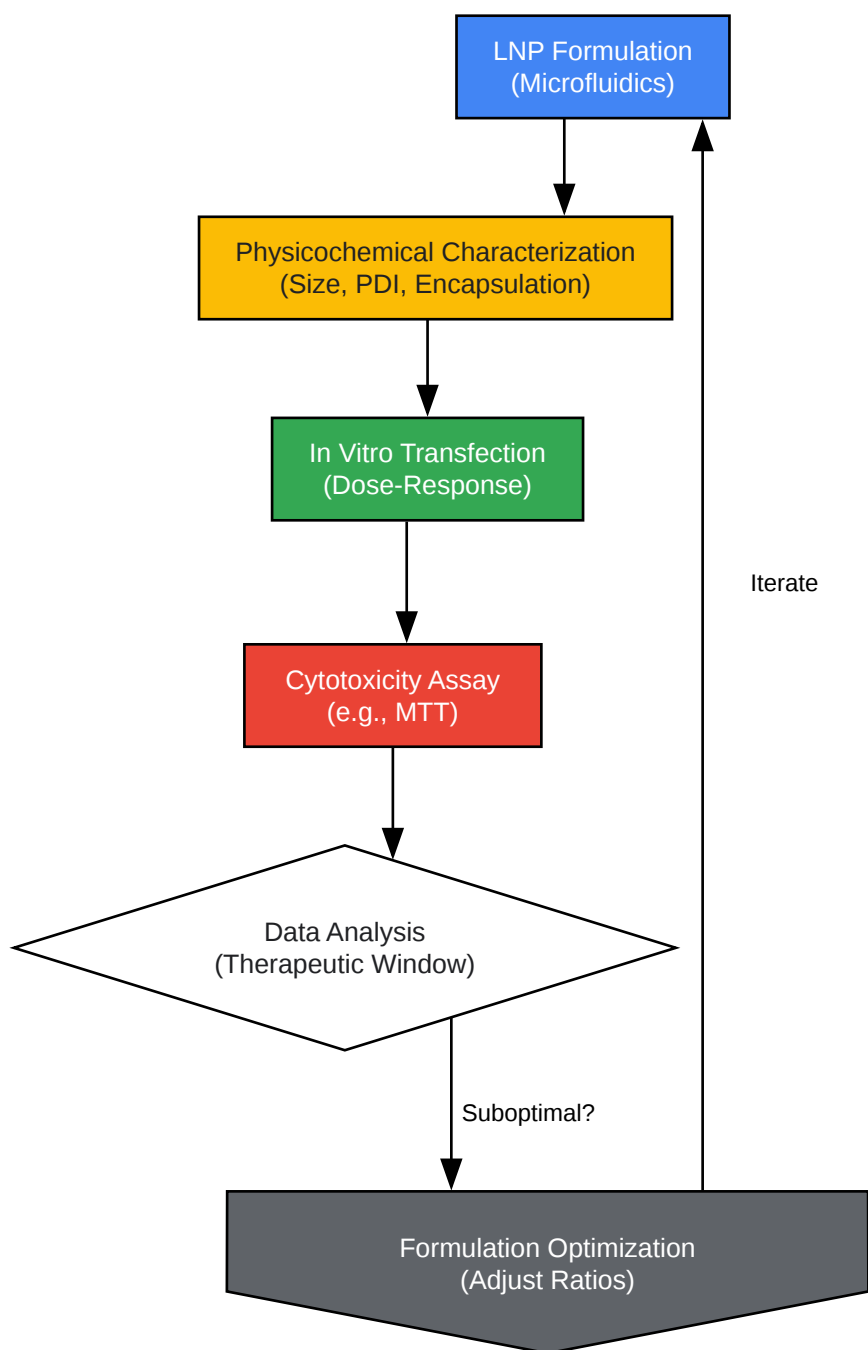 LNP Formulation
(Microfluidics)
Physicochemical Characterization
(Size, PDI, Encapsulation)
In Vitro Transfection
(Dose-Response)
Iterate
Cytotoxicity Assay
(e.g., MTT)
Data Analysis
(Therapeutic Window)
Suboptimal?
Formulation Optimization
(Adjust Ratios)